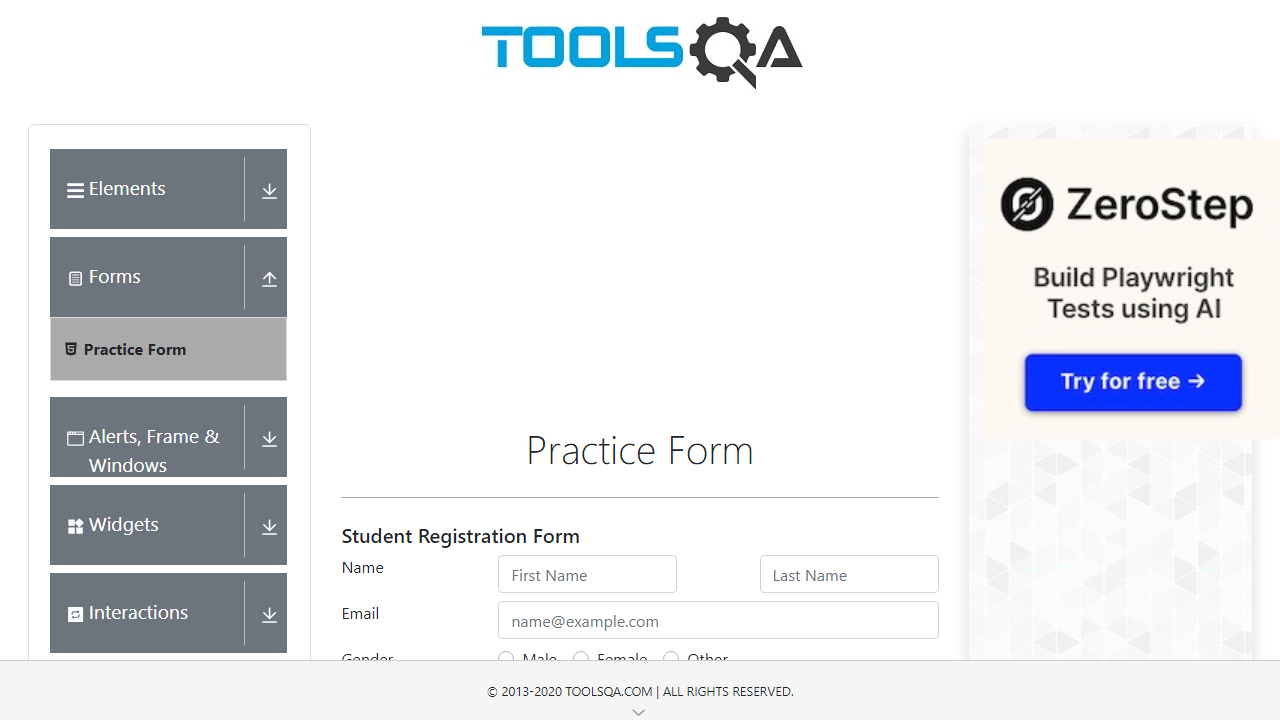 TOOLSQA
Elements
Forms
Practice Form
Alerts, Frame &
Windows
Widgets
Interactions
Practice Form
Student Registration Form
Name
First Name
Last Name
Email
name@example.com
Gender
Male
Female
Other
ZeroStep
Build Playwright
Tests using AI
Try for free →
© 2013-2020 TOOLSQA.COM | ALL RIGHTS RESERVED.